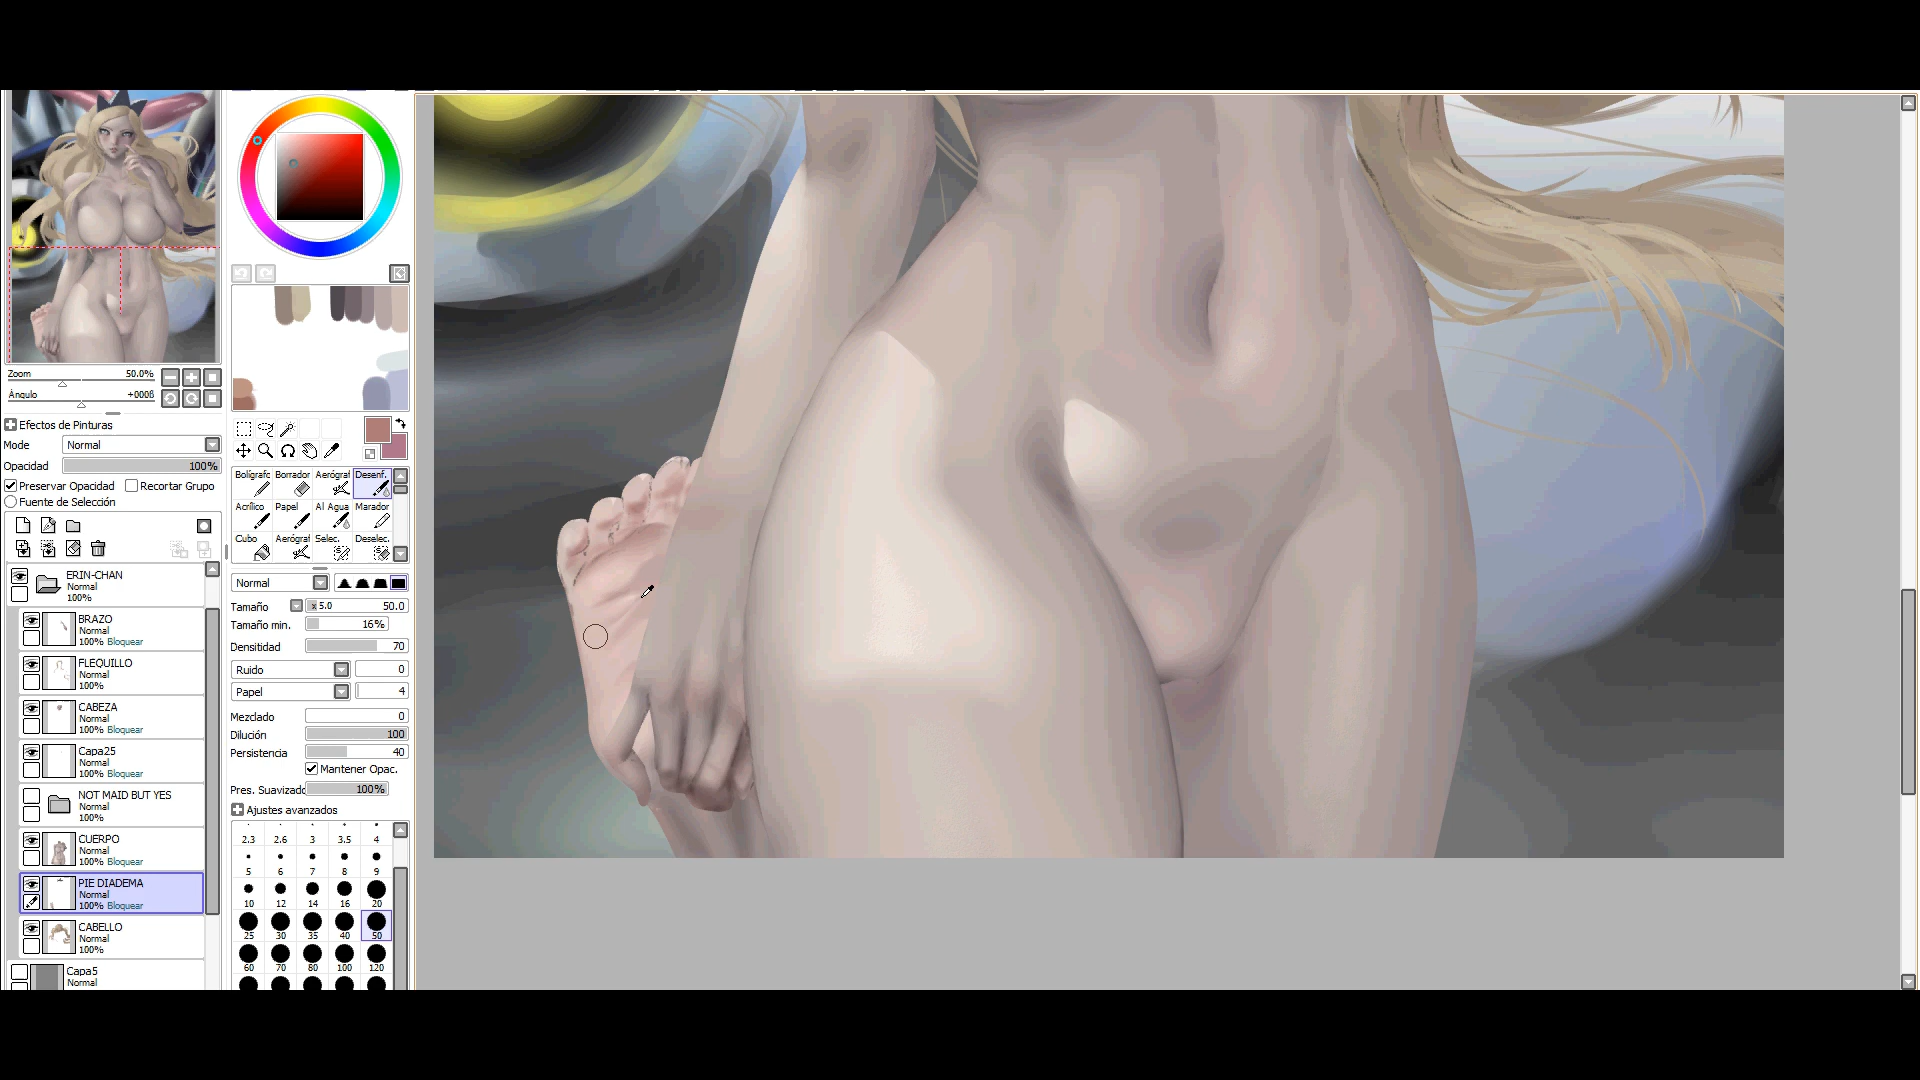 Zoom 50.0%
Ángulo +000ß
Efectos de Pinturas
Mode Normal
Opacidad 100%
Preservar Opacidad Recortar Grupo
Fuente de Selección
ERIN-CHAN
Normal
100%
BRAZO
Normal
100% Bloquear
FLEQUILLO
Normal
100%
CABEZA
Normal
100% Bloquear
Capa25
Normal
100% Bloquear
NOT MAID BUT YES
Normal
100%
CUERPO
Normal
100% Bloquear
PIE DIADEMA
Normal
100% Bloquear
CABELLO
Normal
100%
Capa5
Normal
Bolígrafo Borrador Aerógraf Desenf.
Acrílico Papel Al Agua Marador
Cubo Aerógraf Selec. Deselec.
Normal
Tamaño x 5.0 50.0
Tamaño min. 16%
Densitidad 70
Ruido 0
Papel 4
Mezclado 0
Dilución 100
Persistencia 40
Mantener Opac.
Pres. Suavizado 100%
Ajustes avanzados
2.3 2.6 3 3.5 4
5 6 7 8 9
10 12 14 16 20
25 30 35 40 50
60 70 80 100 120